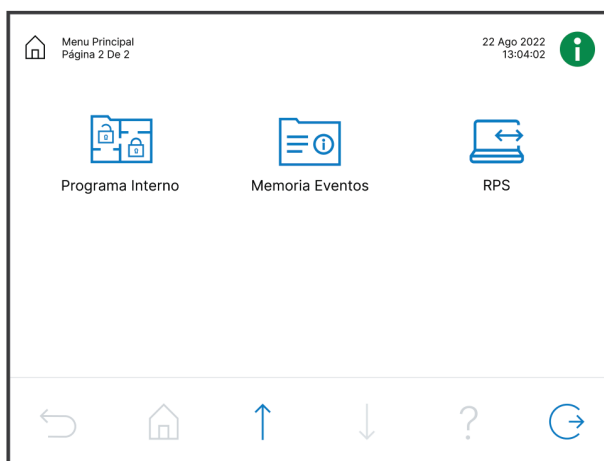 Menu Principal
Página 2 De 2
22 Ago 2022
13:04:02
Programa Interno
Memoria Eventos
RPS
?